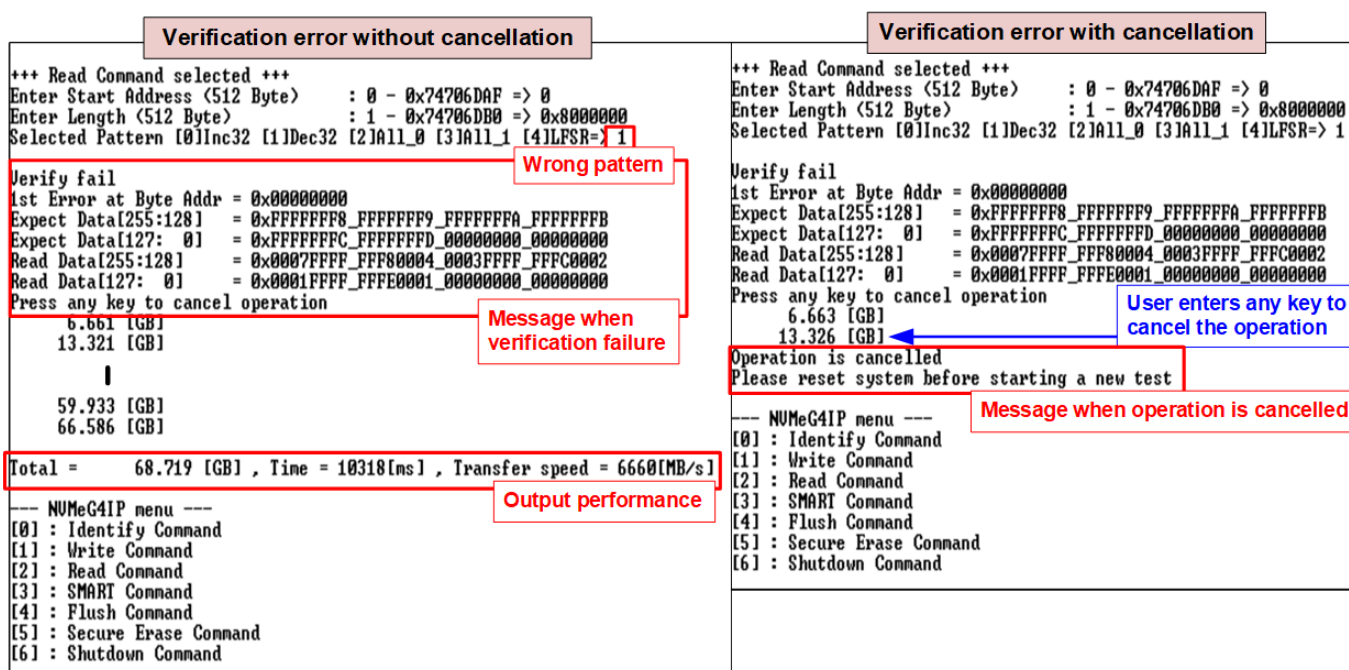 Verification error without cancellation
+++ Read Command selected +++
Enter Start Address (512 Byte) : 0 - 0x74706DAF => 0
Enter Length (512 Byte) : 1 - 0x74706DB0 => 0x8000000
Selected Pattern [0]Inc32 [1]Dec32 [2]All_0 [3]All_1 [4]LFSR=> 1
Wrong pattern
Verify fail
1st Error at Byte Addr = 0x00000000
Expect Data[255:128] = 0xFFFFFFF8_FFFFFFF9_FFFFFFFA_FFFFFFFB
Expect Data[127: 0] = 0xFFFFFFFC_FFFFFFFD_00000000_00000000
Read Data[255:128] = 0x0007FFFF_FFF80004_0003FFFF_FFFC0002
Read Data[127: 0] = 0x0001FFFF_FFFE0001_00000000_00000000
Press any key to cancel operation
Message when
verification failure
6.661 [GB]
13.321 [GB]
59.933 [GB]
66.586 [GB]
Total = 68.719 [GB] , Time = 10318[ms] , Transfer speed = 6660[MB/s]
Output performance
--- NVMeG4IP menu ---
[0] : Identify Command
[1] : Write Command
[2] : Read Command
[3] : SMART Command
[4] : Flush Command
[5] : Secure Erase Command
[6] : Shutdown Command
Verification error with cancellation
+++ Read Command selected +++
Enter Start Address (512 Byte) : 0 - 0x74706DAF => 0
Enter Length (512 Byte) : 1 - 0x74706DB0 => 0x8000000
Selected Pattern [0]Inc32 [1]Dec32 [2]All_0 [3]All_1 [4]LFSR=> 1
Verify fail
1st Error at Byte Addr = 0x00000000
Expect Data[255:128] = 0xFFFFFFF8_FFFFFFF9_FFFFFFFA_FFFFFFFB
Expect Data[127: 0] = 0xFFFFFFFC_FFFFFFFD_00000000_00000000
Read Data[255:128] = 0x0007FFFF_FFF80004_0003FFFF_FFFC0002
Read Data[127: 0] = 0x0001FFFF_FFFE0001_00000000_00000000
Press any key to cancel operation
6.663 [GB]
13.326 [GB]
User enters any key to
cancel the operation
Operation is cancelled
Please reset system before starting a new test
Message when operation is cancelled
--- NVMeG4IP menu ---
[0] : Identify Command
[1] : Write Command
[2] : Read Command
[3] : SMART Command
[4] : Flush Command
[5] : Secure Erase Command
[6] : Shutdown Command